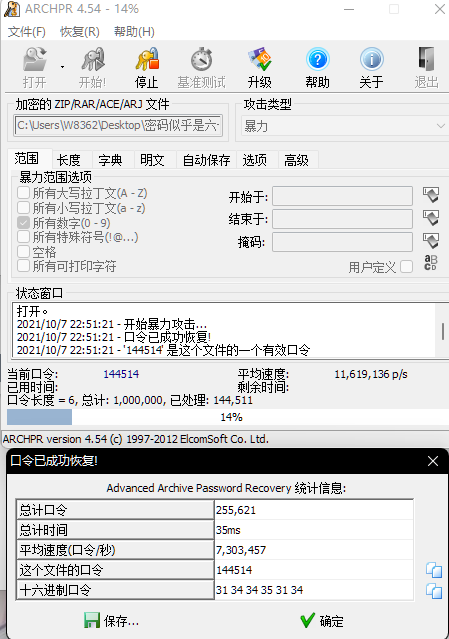 ARCHPR 4.54 - 14%
文件(F) 恢复(R) 帮助(H)
打开 开始! 停止 基准测试 升级 帮助 关于 退出
加密的 ZIP/RAR/ACE/ARJ 文件 攻击类型
C:\Users\W8362\Desktop\密码似乎是六 暴力
范围 长度 字典 明文 自动保存 选项 高级
暴力范围选项
所有大写拉丁文(A - Z)
所有小写拉丁文(a - z)
所有数字(0 - 9)
所有特殊符号(!@...)
空格
所有可打印字符
开始于:
结束于:
掩码:
用户定义
状态窗口
打开。
2021/10/7 22:51:21 - 开始暴力攻击...
2021/10/7 22:51:21 - 口令已成功恢复!
2021/10/7 22:51:21 - '144514' 是这个文件的一个有效口令
当前口令: 144514 平均速度: 11,619,136 p/s
已用时间: 剩余时间:
口令长度 = 6, 总计: 1,000,000, 已处理: 144,511
14%
ARCHPR version 4.54 (c) 1997-2012 ElcomSoft Co. Ltd.
口令已成功恢复!
Advanced Archive Password Recovery 统计信息:
总计口令 255,621
总计时间 35ms
平均速度(口令/秒) 7,303,457
这个文件的口令 144514
十六进制口令 31 34 34 35 31 34
保存... 确定